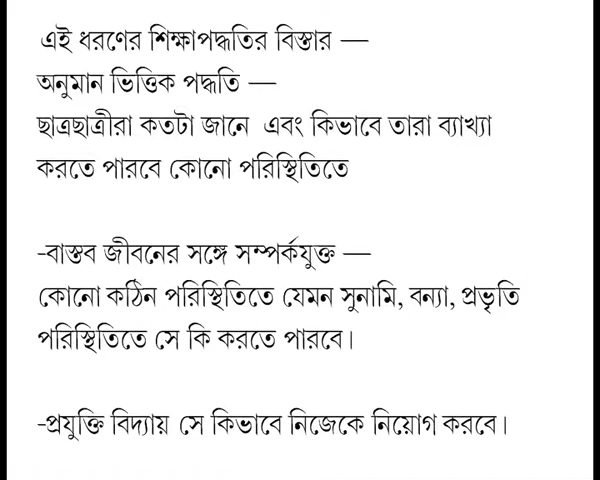 এই ধরণের শিক্ষাপদ্ধতির বিস্তার —
অনুমান ভিত্তিক পদ্ধতি —
ছাত্রছাত্রীরা কতটা জানে এবং কিভাবে তারা ব্যাখ্যা
করতে পারবে কোনো পরিস্থিতিতে
-বাস্তব জীবনের সঙ্গে সম্পর্কযুক্ত —
কোনো কঠিন পরিস্থিতিতে যেমন সুনামি, বন্যা, প্রভৃতি
পরিস্থিতিতে সে কি করতে পারবে।
-প্রযুক্তি বিদ্যায় সে কিভাবে নিজেকে নিয়োগ করবে।